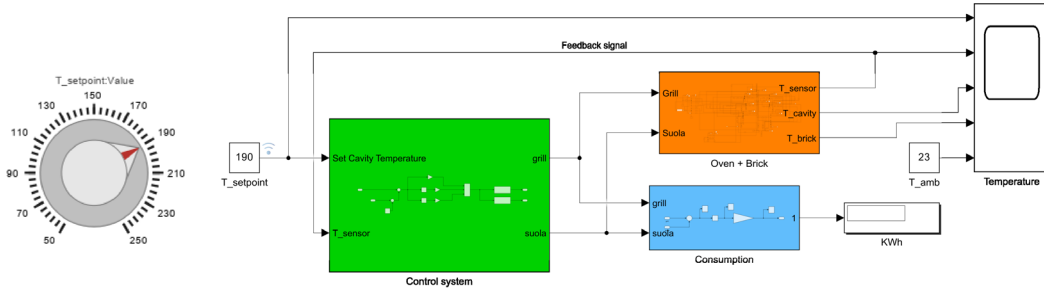 T_setpoint:Value
150
130
170
110
190
90
210
70
230
50
250
190
T_setpoint
Feedback signal
Set Cavity Temperature
T_sensor
grill
suola
Control system
Grill
Suola
T_sensor
T_cavity
T_brick
Oven + Brick
grill
suola
1
Consumption
KWh
23
T_amb
Temperature